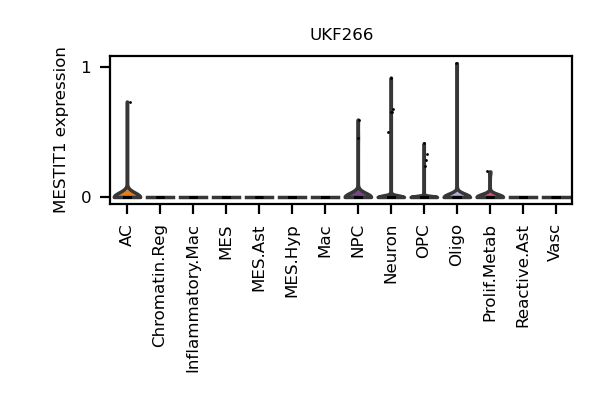 UKF266
MESTIT1 expression
1
0
AC
Chromatin.Reg
Inflammatory.Mac
MES
MES.Ast
MES.Hyp
Mac
NPC
Neuron
OPC
Oligo
Prolif.Metab
Reactive.Ast
Vasc